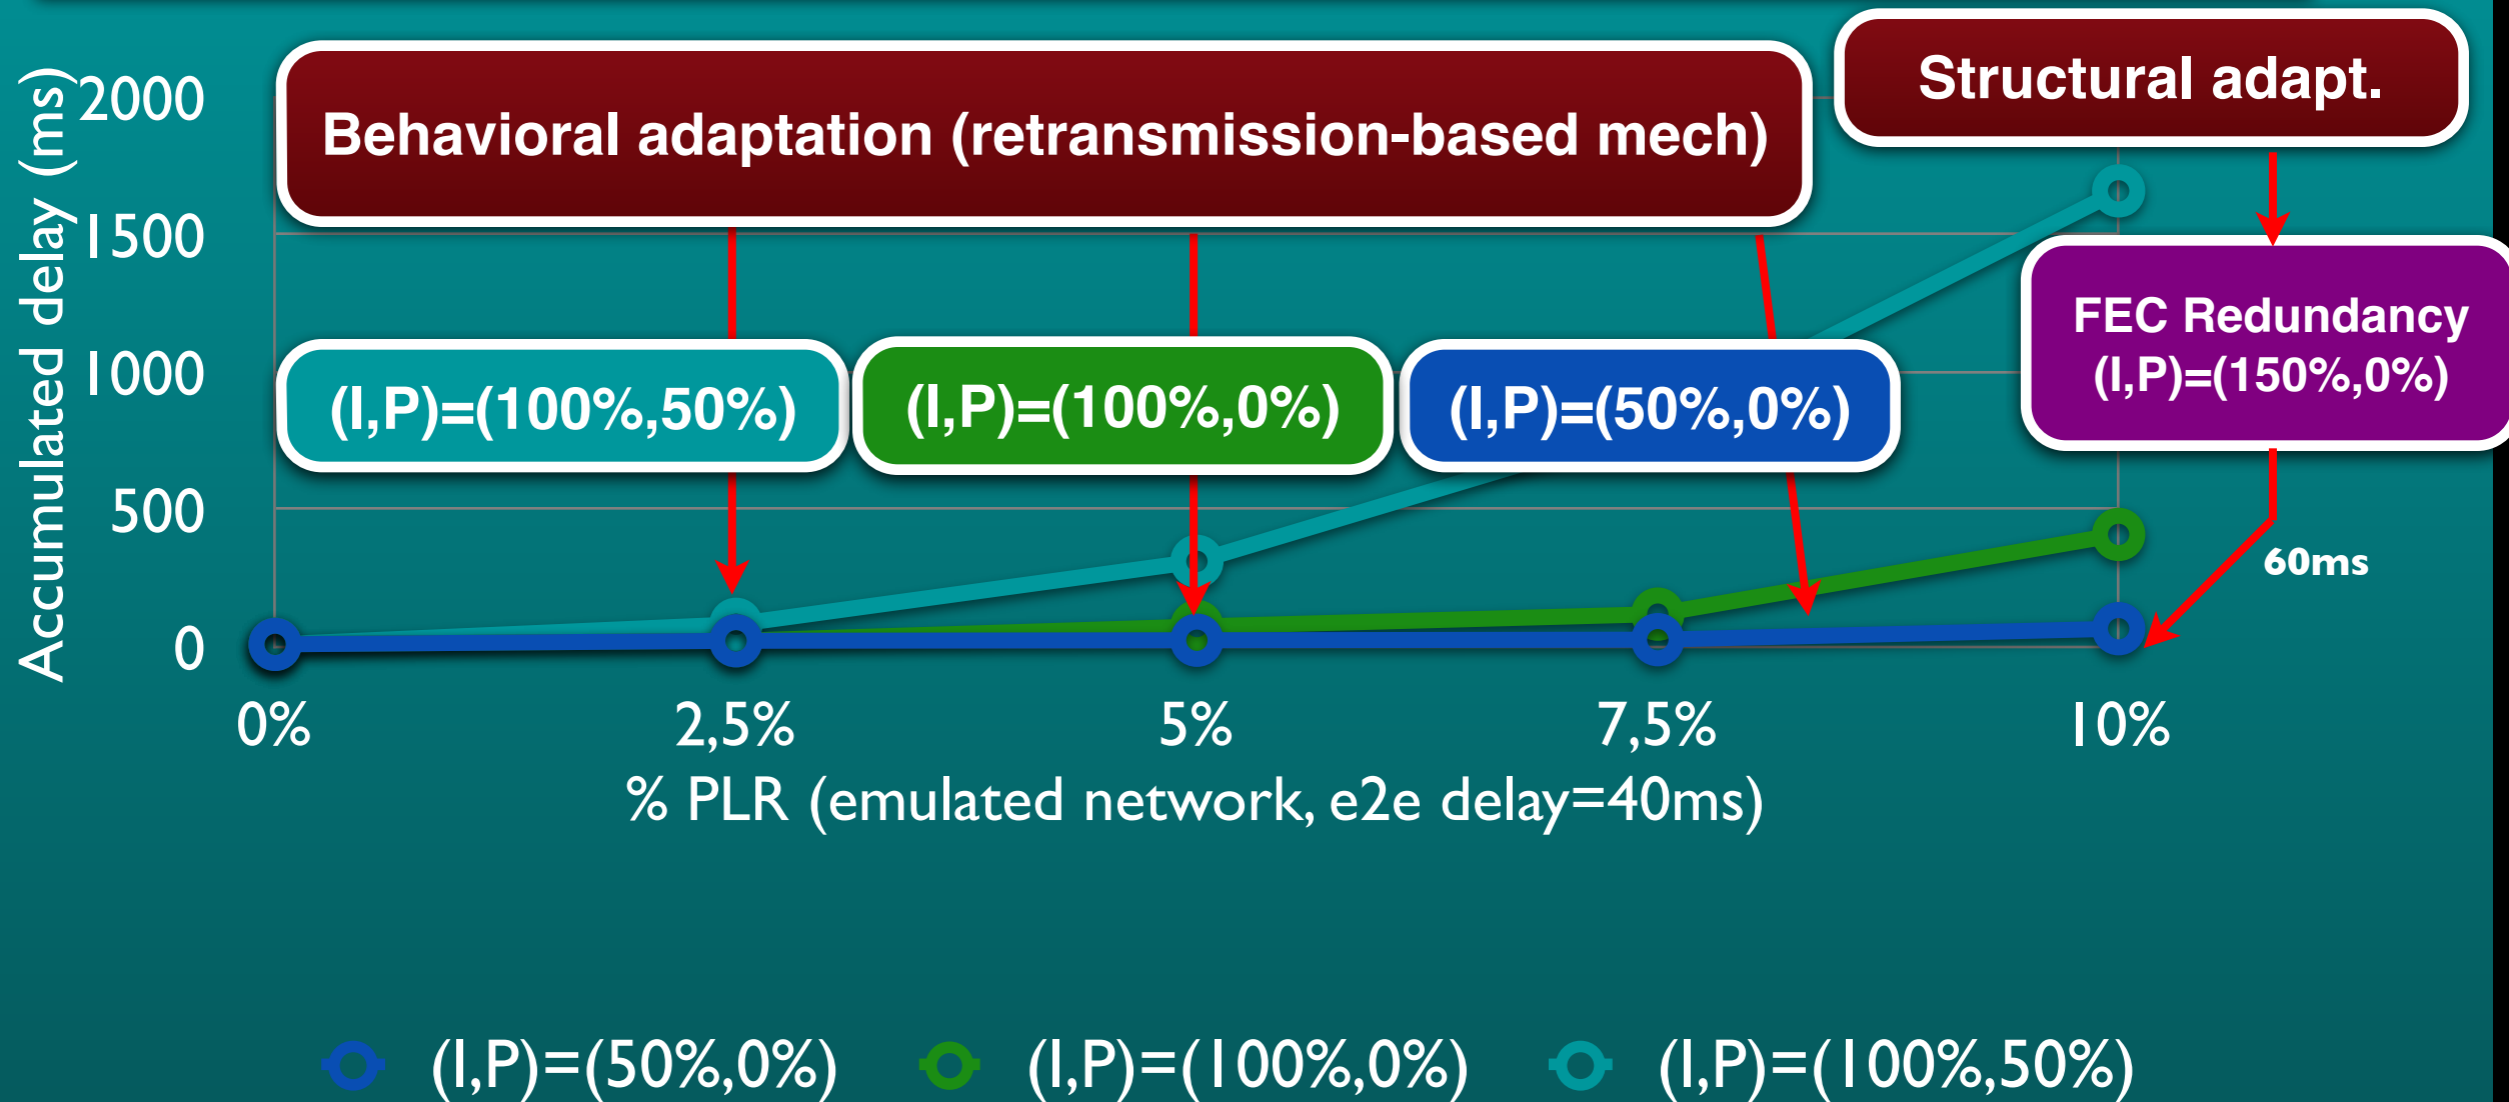 Accumulated delay (ms)
2000
1500
1000
500
0
Behavioral adaptation (retransmission-based mech)
Structural adapt.
(I,P)=(100%,50%)
(I,P)=(100%,0%)
(I,P)=(50%,0%)
FEC Redundancy
(I,P)=(150%,0%)
60ms
0%
2,5%
5%
7,5%
10%
% PLR (emulated network, e2e delay=40ms)
(I,P)=(50%,0%)
(I,P)=(100%,0%)
(I,P)=(100%,50%)